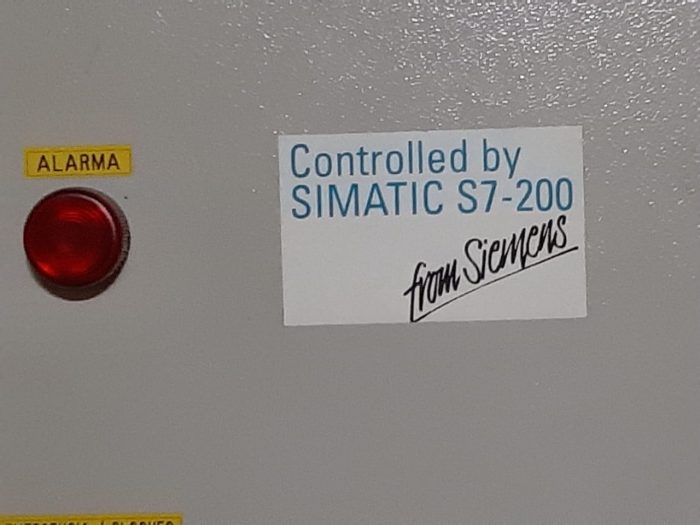 ALARMA
Controlled by
SIMATIC S7-200
from Siemens